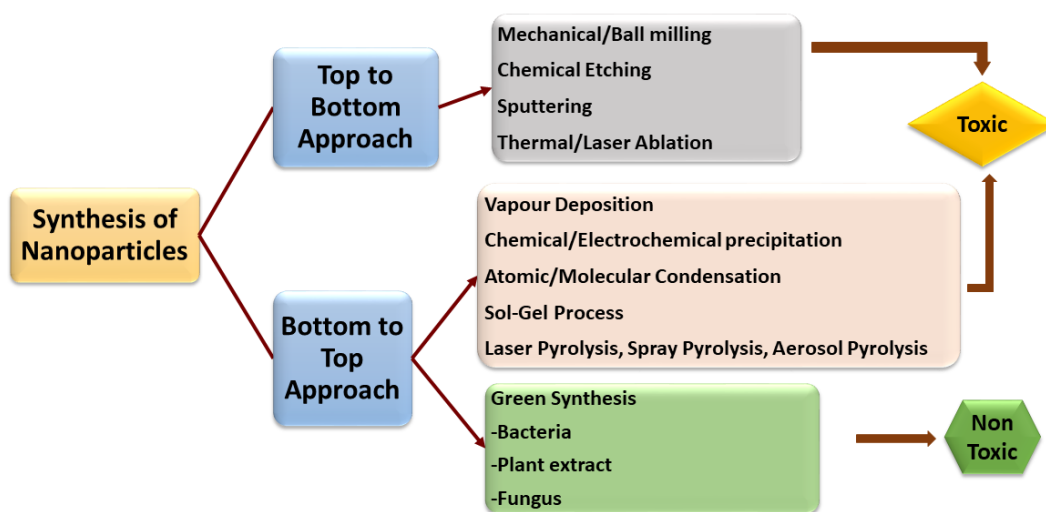 Synthesis of
Nanoparticles
Top to
Bottom
Approach
Mechanical/Ball milling
Chemical Etching
Sputtering
Thermal/Laser Ablation
Toxic
Bottom to
Top
Approach
Vapour Deposition
Chemical/Electrochemical precipitation
Atomic/Molecular Condensation
Sol-Gel Process
Laser Pyrolysis, Spray Pyrolysis, Aerosol Pyrolysis
Green Synthesis
-Bacteria
-Plant extract
-Fungus
Non
Toxic